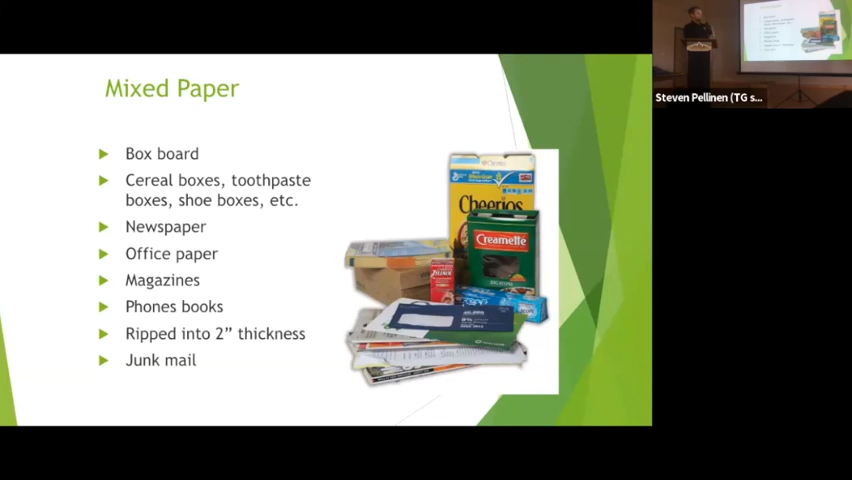 Mixed Paper
Box board
Cereal boxes, toothpaste
boxes, shoe boxes, etc.
Newspaper
Office paper
Magazines
Phones books
Ripped into 2” thickness
Junk mail
Cheerios
Creamette
Steven Pellinen (TG s...